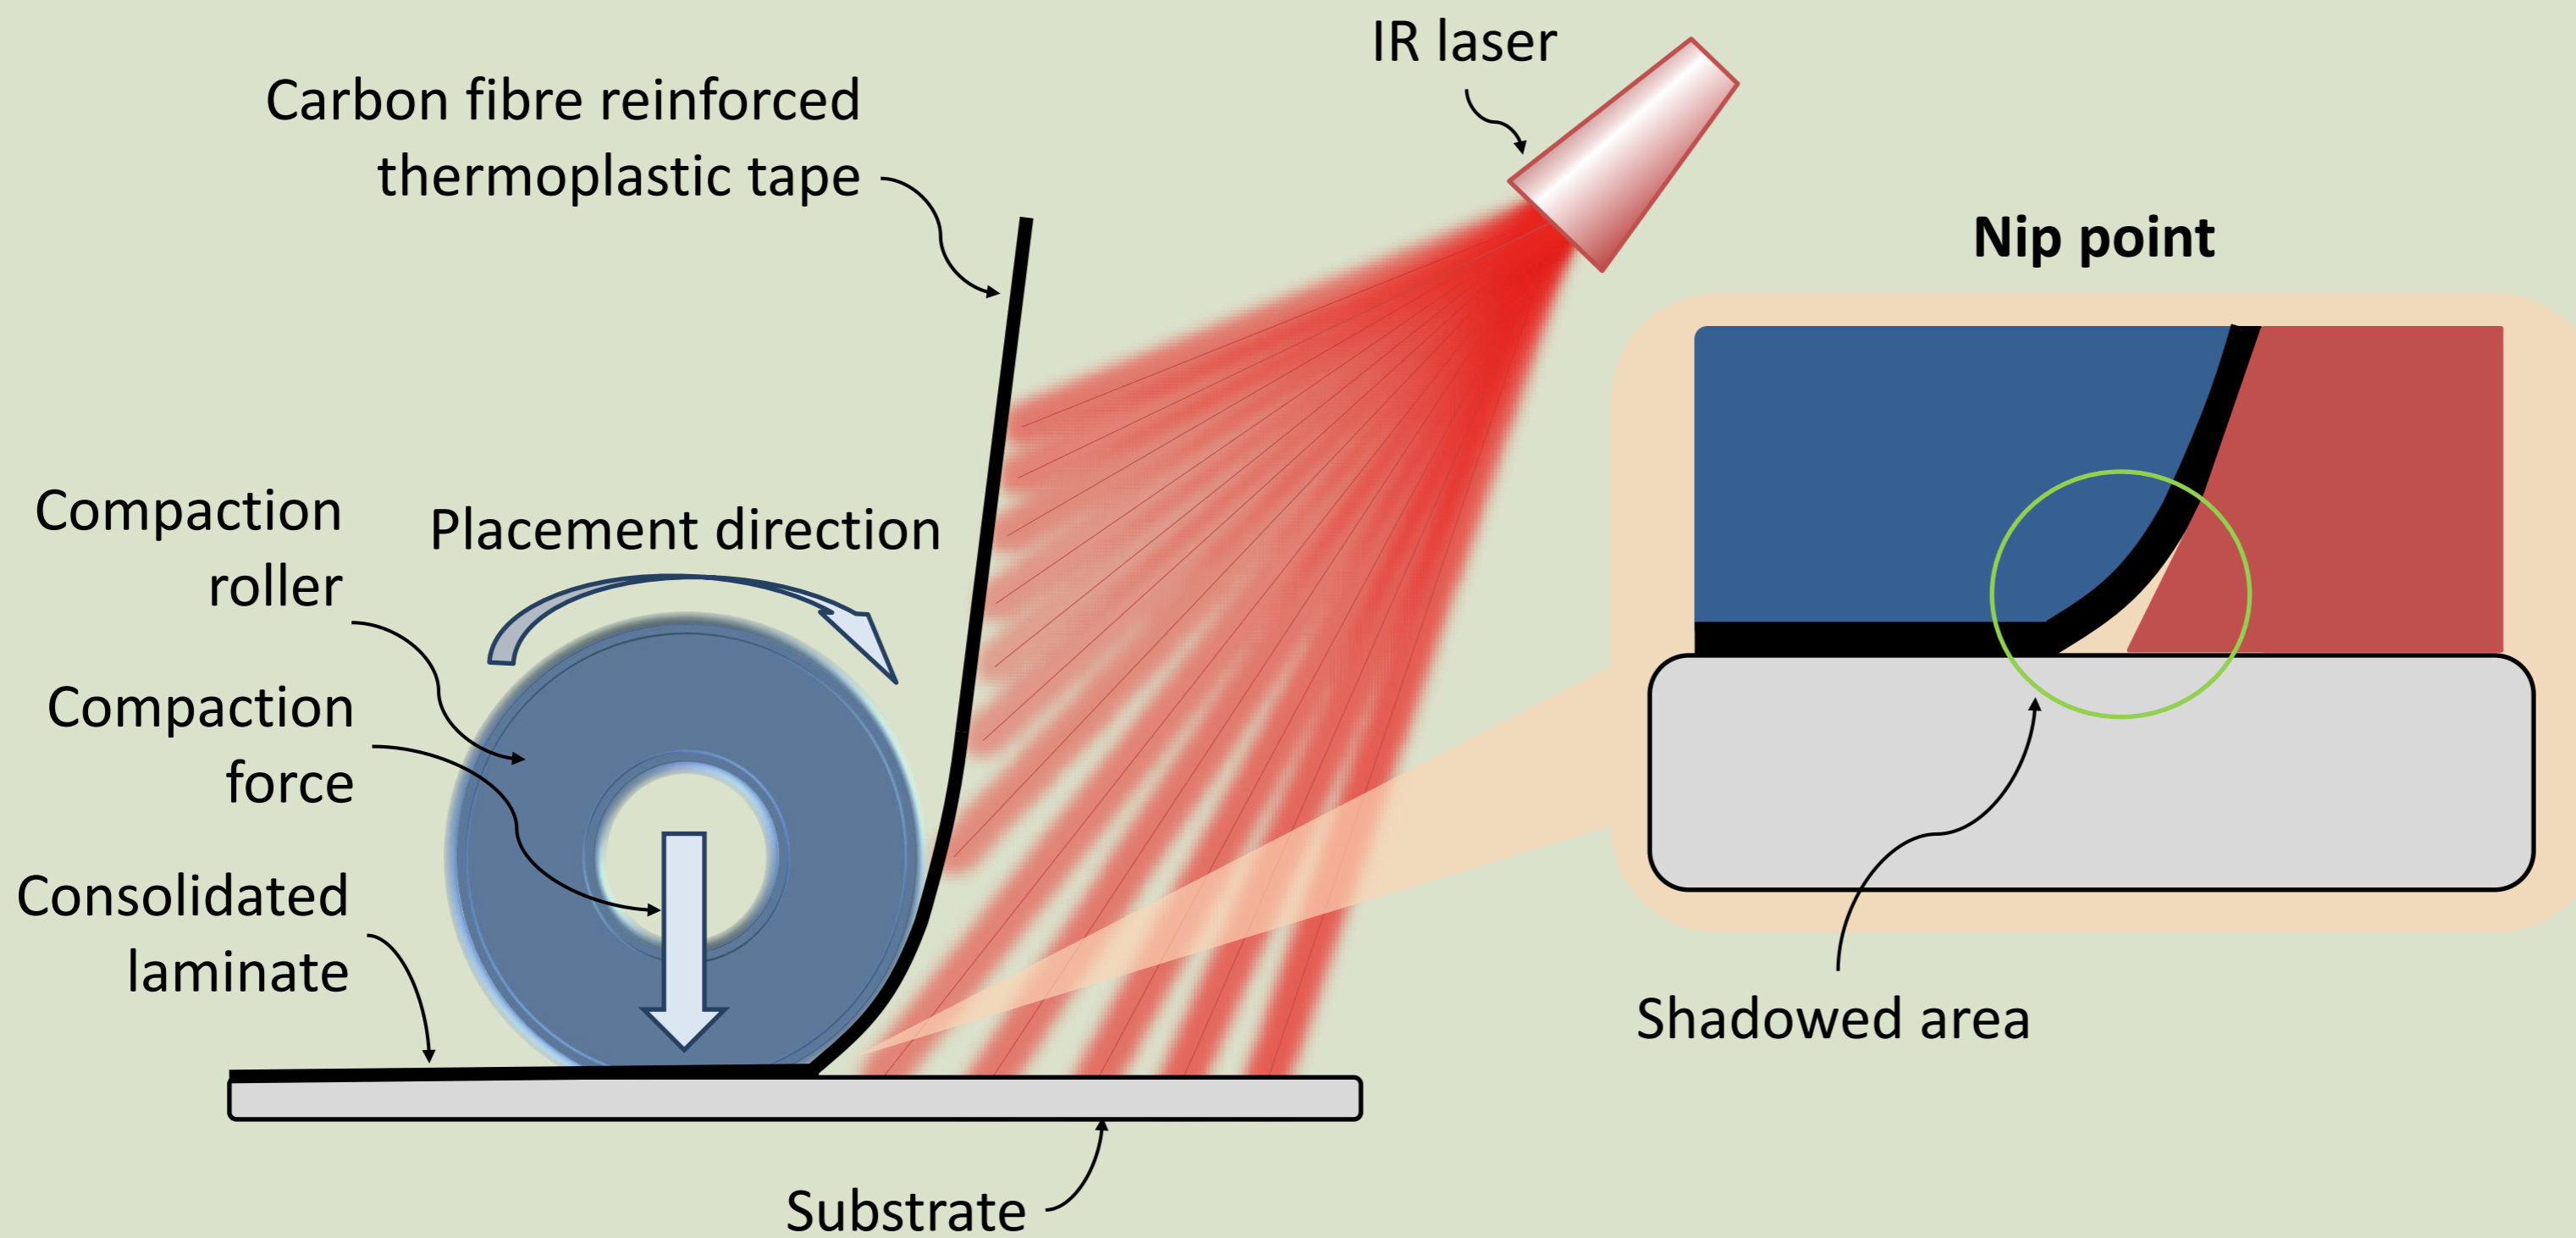 IR laser
Carbon fibre reinforced
thermoplastic tape
Nip point
Compaction
roller
Placement direction
Compaction
force
Consolidated
laminate
Shadowed area
Substrate